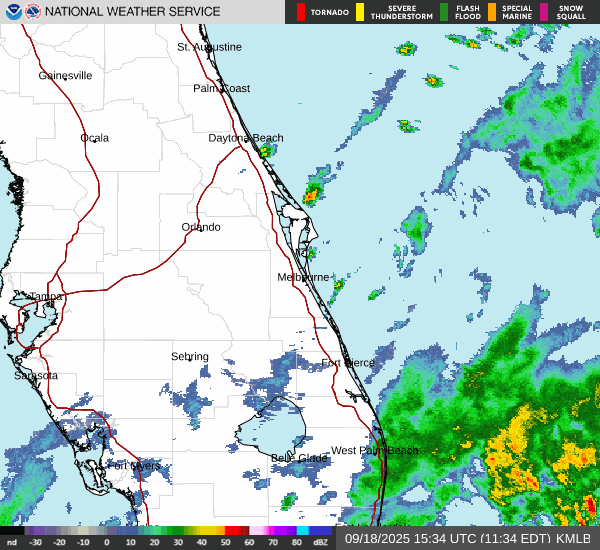 NATIONAL WEATHER SERVICE
TORNADO
SEVERE
THUNDERSTORM
FLASH
FLOOD
SPECIAL
MARINE
SNOW
SQUALL
St. Augustine
Gainesville
Palm Coast
Ocala
Daytona Beach
Orlando
Melbourne
Tampa
Sebring
Fort Pierce
Sarasota
West Palm Beach
Belle Glade
Fort Myers
nd -30 -20 -10 0 10 20 30 40 50 60 70 80 dBZ
09/18/2025 15:34 UTC (11:34 EDT) KMLB